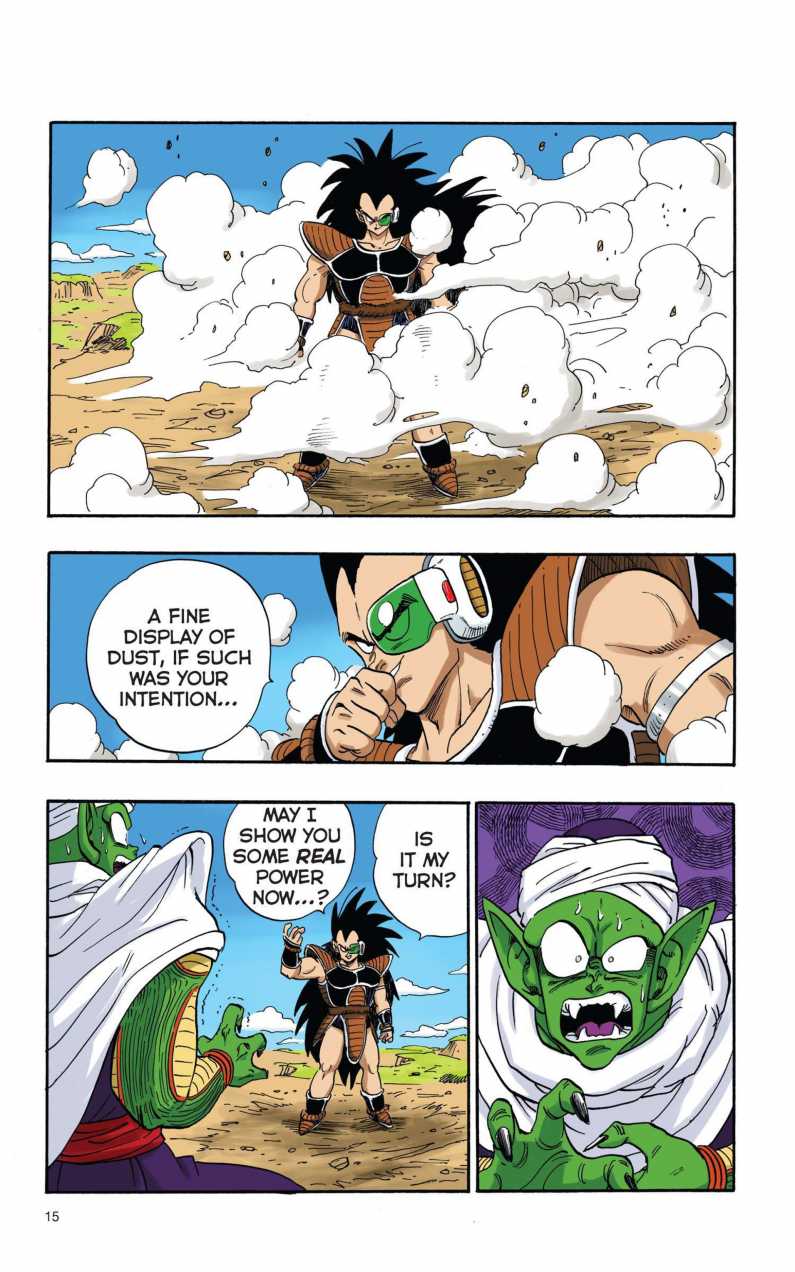 A FINE
DISPLAY OF
DUST, IF SUCH
WAS YOUR
INTENTION...
MAY I
SHOW YOU
SOME REAL
POWER
NOW...?
IS
IT MY
TURN?
15